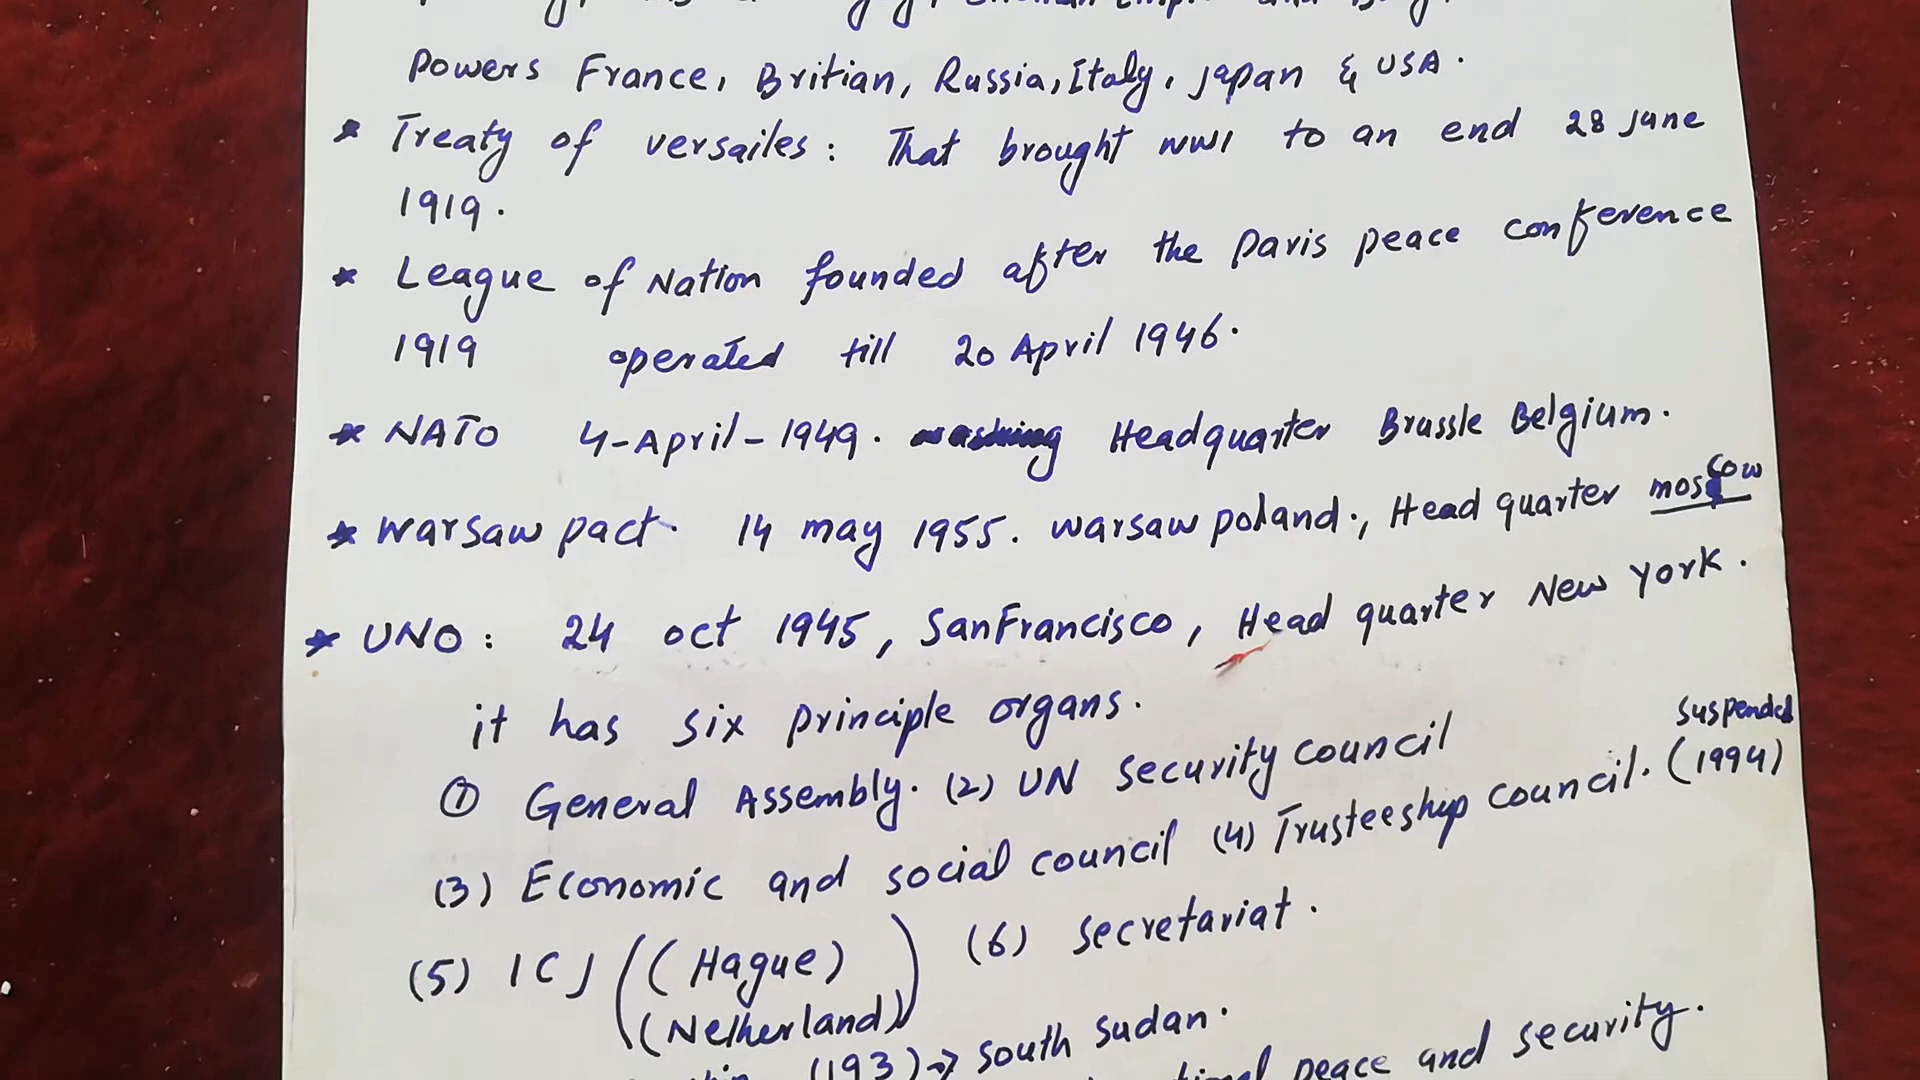 Powers France, Britian, Russia, Italy, Japan & USA.
* Treaty of versailes: That brought WW1 to an end 28 June
1919.
* League of Nation founded after the Paris peace conference
1919 operated till 20 April 1946.
* NATO 4-April-1949. Headquarter Brussle Belgium.
* Warsaw pact. 14 may 1955. Warsaw poland., Head quarter moscow
* UNO: 24 oct 1945, SanFrancisco, Head quarter New York.
it has six principle organs.
① General Assembly. (2) UN Security council
(3) Economic and social council (4) Trusteeship council. (1994) suspended
(5) ICJ ((Hague) (6) Secretariat.
(Netherland))
(193) → South Sudan.
peace and security.